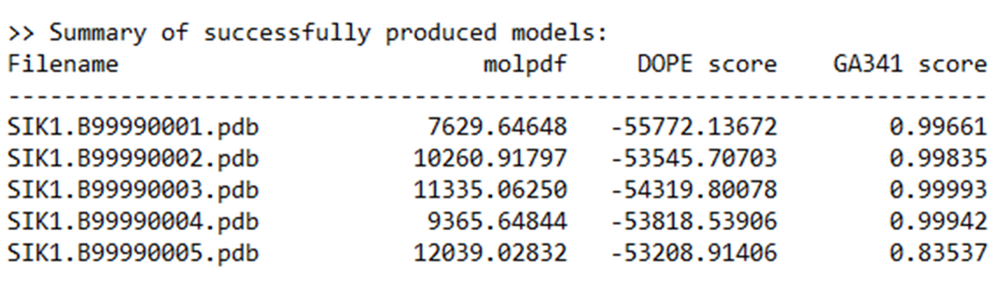 >> Summary of successfully produced models:
Filename                          molpdf     DOPE score    GA341 score
----------------------------------------------------------------------
SIK1.B99990001.pdb            7629.64648   -55772.13672        0.99661
SIK1.B99990002.pdb           10260.91797   -53545.70703        0.99835
SIK1.B99990003.pdb           11335.06250   -54319.80078        0.99993
SIK1.B99990004.pdb            9365.64844   -53818.53906        0.99942
SIK1.B99990005.pdb           12039.02832   -53208.91406        0.83537